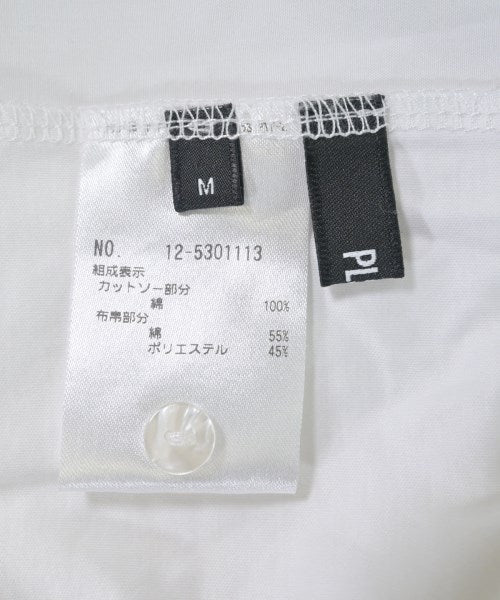 M
PL
NO. 12-5301113
組成表示
カットソー部分
綿 100%
布帛部分
綿 55%
ポリエステル 45%